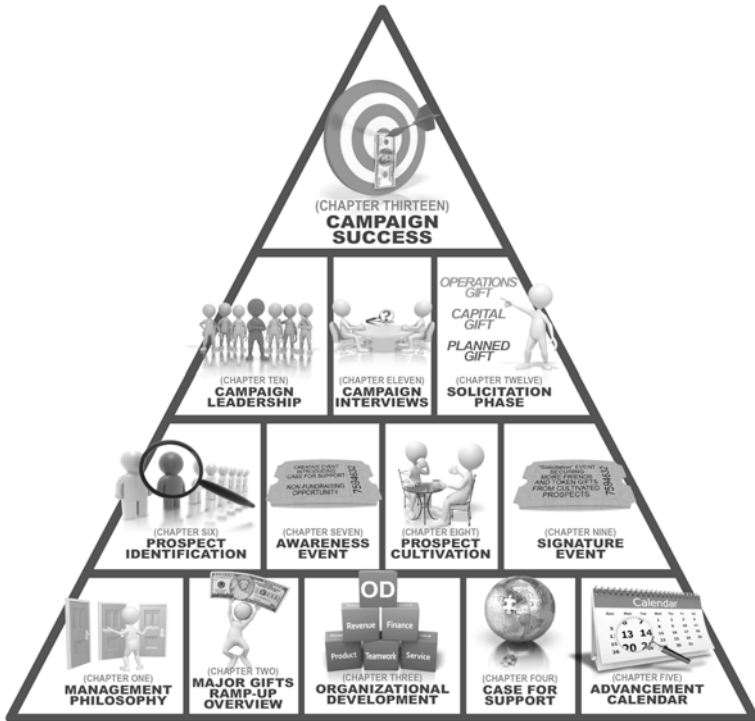 (CHAPTER THIRTEEN)
CAMPAIGN
SUCCESS
(CHAPTER TEN)
CAMPAIGN
LEADERSHIP
(CHAPTER ELEVEN)
CAMPAIGN
INTERVIEWS
OPERATIONS
GIFT
CAPITAL
GIFT
PLANNED
GIFT
(CHAPTER TWELVE)
SOLICITATION
PHASE
(CHAPTER SIX)
PROSPECT
IDENTIFICATION
CREATIVE EVENT
INTRODUCING
CASE FOR SUPPORT
NON-FUNDRAISING
OPPORTUNITY
7594632
(CHAPTER SEVEN)
AWARENESS
EVENT
(CHAPTER EIGHT)
PROSPECT
CULTIVATION
"Solicitation" EVENT
SECURING
MORE FRIENDS
AND TOKEN GIFTS
FROM CULTIVATED
PROSPECTS
7594632
(CHAPTER NINE)
SIGNATURE
EVENT
(CHAPTER ONE)
MANAGEMENT
PHILOSOPHY
(CHAPTER TWO)
MAJOR GIFTS
RAMP-UP
OVERVIEW
OD
Revenue Finance
Product Teamwork Service
(CHAPTER THREE)
ORGANIZATIONAL
DEVELOPMENT
(CHAPTER FOUR)
CASE FOR
SUPPORT
Calendar
13 14
(CHAPTER FIVE)
ADVANCEMENT
CALENDAR